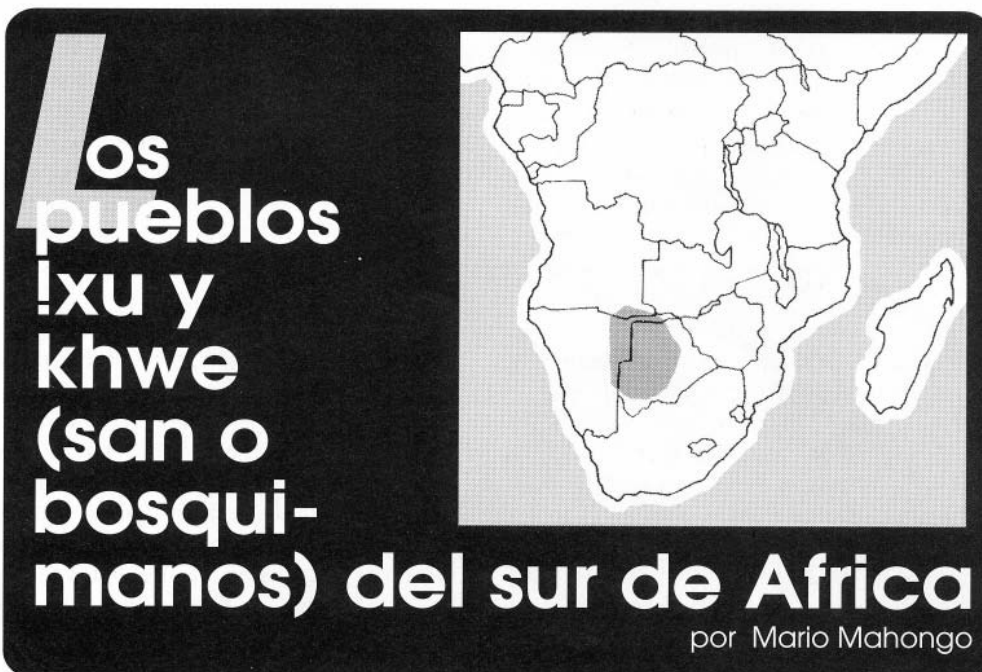 Los
pueblos
!xu y
khwe
(san o
bosqui-
manos) del sur de Africa
por Mario Mahongo